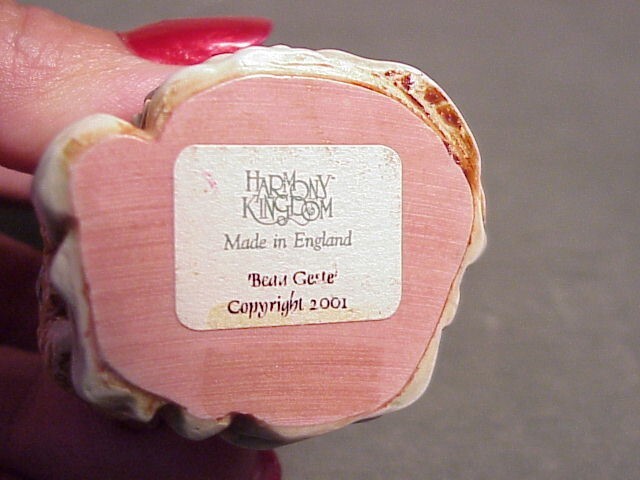 HARMONY
KINGDOM
Made in England
'Beau Geste'
Copyright 2001